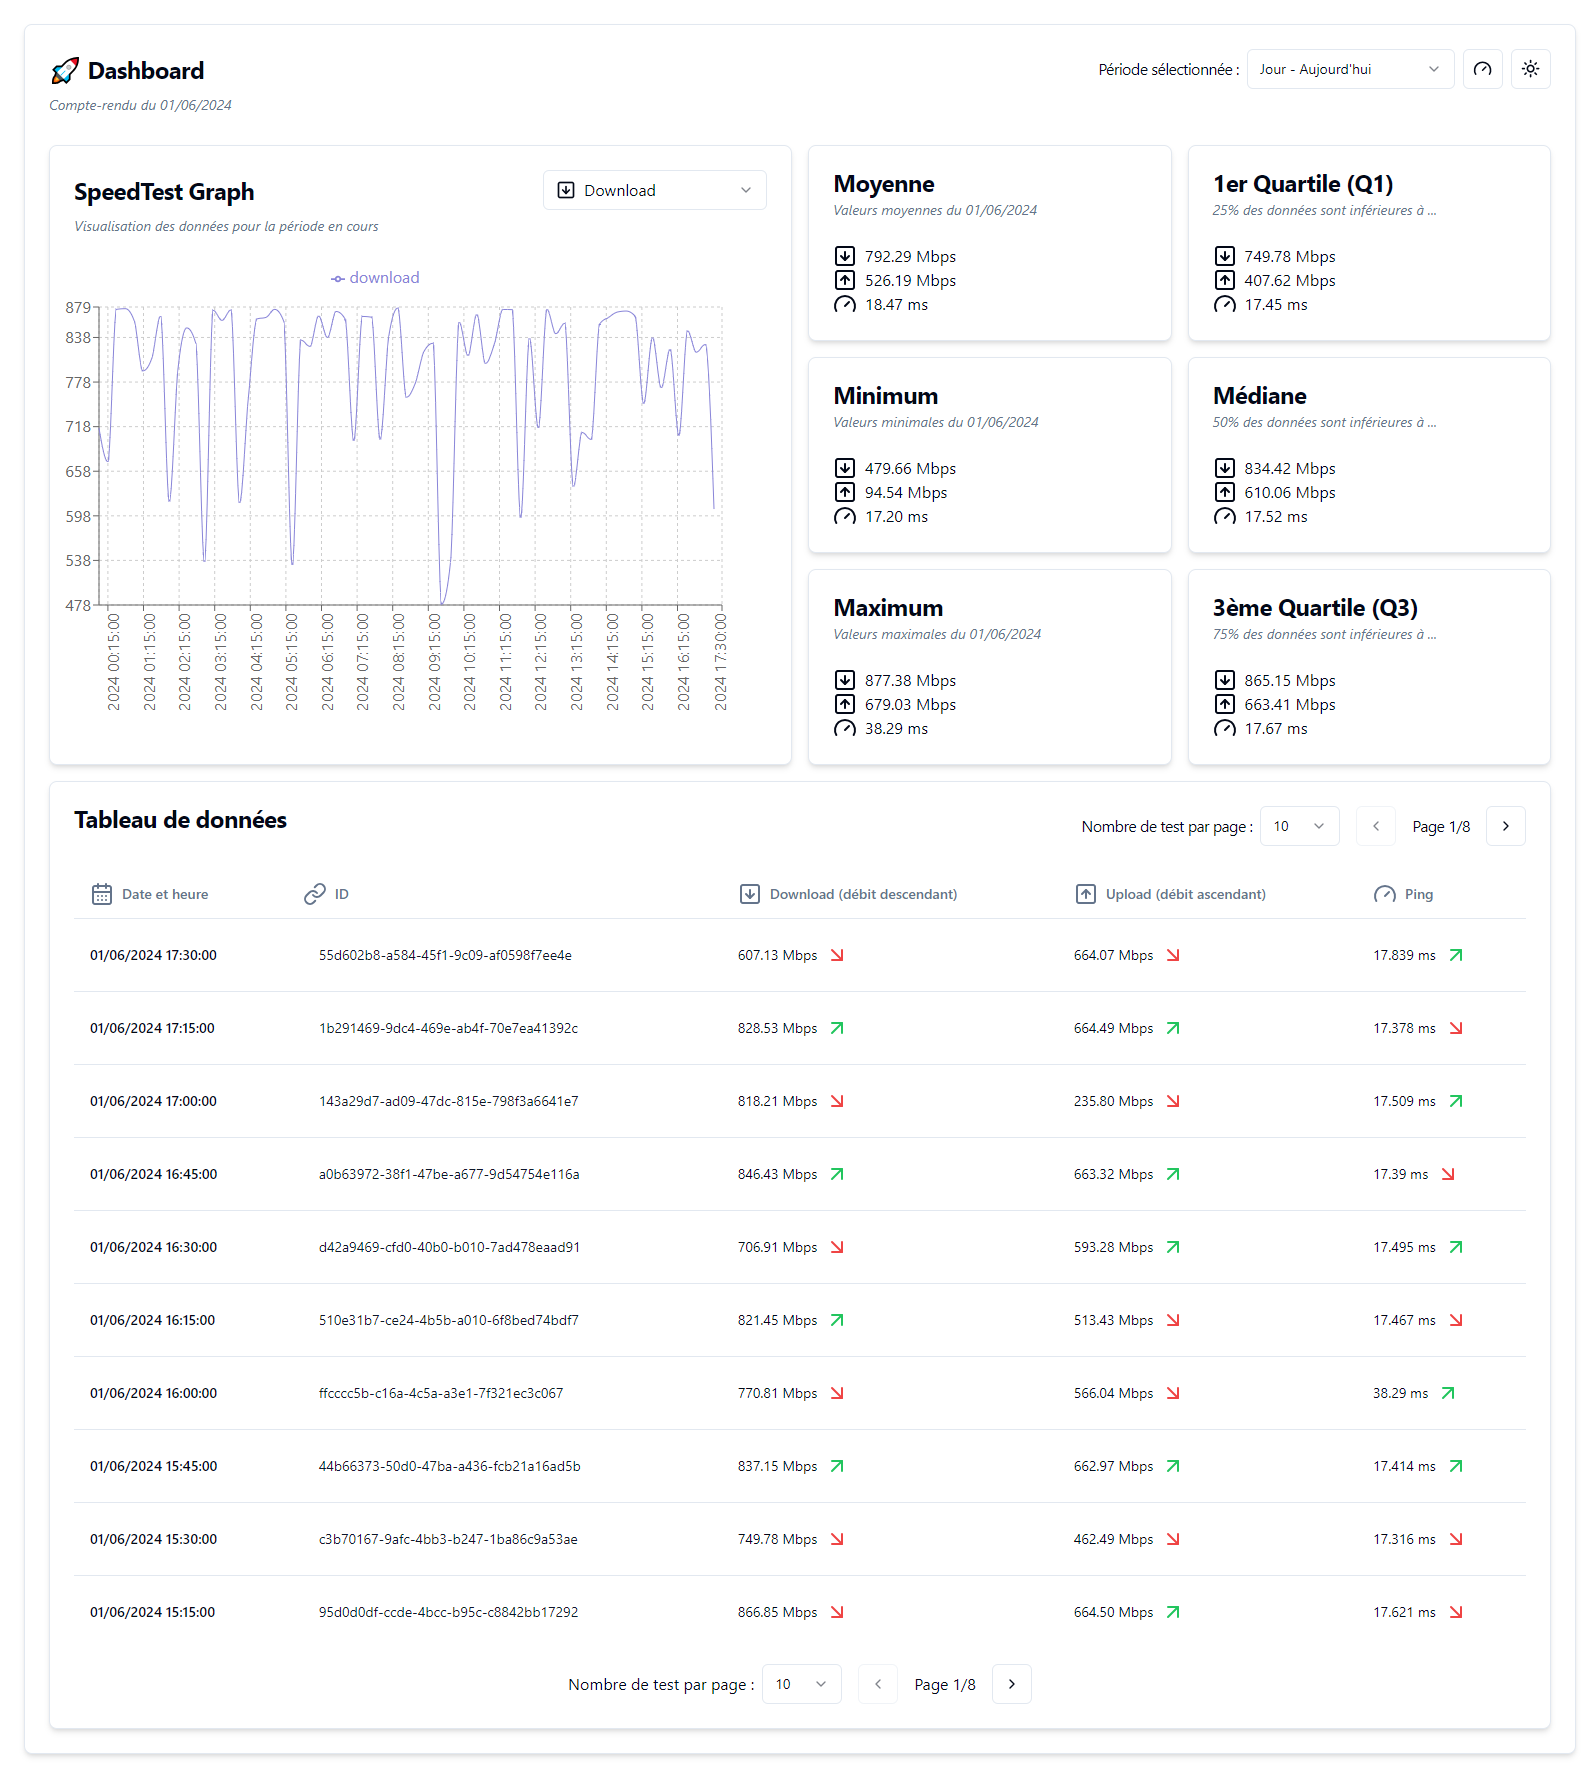 🚀 Dashboard
Compte-rendu du 01/06/2024
Période sélectionnée :
Jour - Aujourd'hui
SpeedTest Graph
Visualisation des données pour la période en cours
Download
download
879
838
778
718
658
598
538
478
2024 00:15:00
2024 01:15:00
2024 02:15:00
2024 03:15:00
2024 04:15:00
2024 05:15:00
2024 06:15:00
2024 07:15:00
2024 08:15:00
2024 09:15:00
2024 10:15:00
2024 11:15:00
2024 12:15:00
2024 13:15:00
2024 14:15:00
2024 15:15:00
2024 16:15:00
2024 17:30:00
Moyenne
Valeurs moyennes du 01/06/2024
792.29 Mbps
526.19 Mbps
18.47 ms
1er Quartile (Q1)
25% des données sont inférieures à ...
749.78 Mbps
407.62 Mbps
17.45 ms
Minimum
Valeurs minimales du 01/06/2024
479.66 Mbps
94.54 Mbps
17.20 ms
Médiane
50% des données sont inférieures à ...
834.42 Mbps
610.06 Mbps
17.52 ms
Maximum
Valeurs maximales du 01/06/2024
877.38 Mbps
679.03 Mbps
38.29 ms
3ème Quartile (Q3)
75% des données sont inférieures à ...
865.15 Mbps
663.41 Mbps
17.67 ms
Tableau de données
Nombre de test par page : 10 Page 1/8
Date et heure ID Download (débit descendant) Upload (débit ascendant) Ping
01/06/2024 17:30:00 55d602b8-a584-45f1-9c09-af0598f7ee4e 607.13 Mbps 664.07 Mbps 17.839 ms
01/06/2024 17:15:00 1b291469-9dc4-469e-ab4f-70e7ea41392c 828.53 Mbps 664.49 Mbps 17.378 ms
01/06/2024 17:00:00 143a29d7-ad09-47dc-815e-798f3a6641e7 818.21 Mbps 235.80 Mbps 17.509 ms
01/06/2024 16:45:00 a0b63972-38f1-47be-a677-9d54754e116a 846.43 Mbps 663.32 Mbps 17.39 ms
01/06/2024 16:30:00 d42a9469-cfd0-40b0-b010-7ad478eaad91 706.91 Mbps 593.28 Mbps 17.495 ms
01/06/2024 16:15:00 510e31b7-ce24-4b5b-a010-6f8bed74bdf7 821.45 Mbps 513.43 Mbps 17.467 ms
01/06/2024 16:00:00 ffcccc5b-c16a-4c5a-a3e1-7f321ec3c067 770.81 Mbps 566.04 Mbps 38.29 ms
01/06/2024 15:45:00 44b66373-50d0-47ba-a436-fcb21a16ad5b 837.15 Mbps 662.97 Mbps 17.414 ms
01/06/2024 15:30:00 c3b70167-9afc-4bb3-b247-1ba86c9a53ae 749.78 Mbps 462.49 Mbps 17.316 ms
01/06/2024 15:15:00 95d0d0df-ccde-4bcc-b95c-c8842bb17292 866.85 Mbps 664.50 Mbps 17.621 ms
Nombre de test par page : 10 Page 1/8